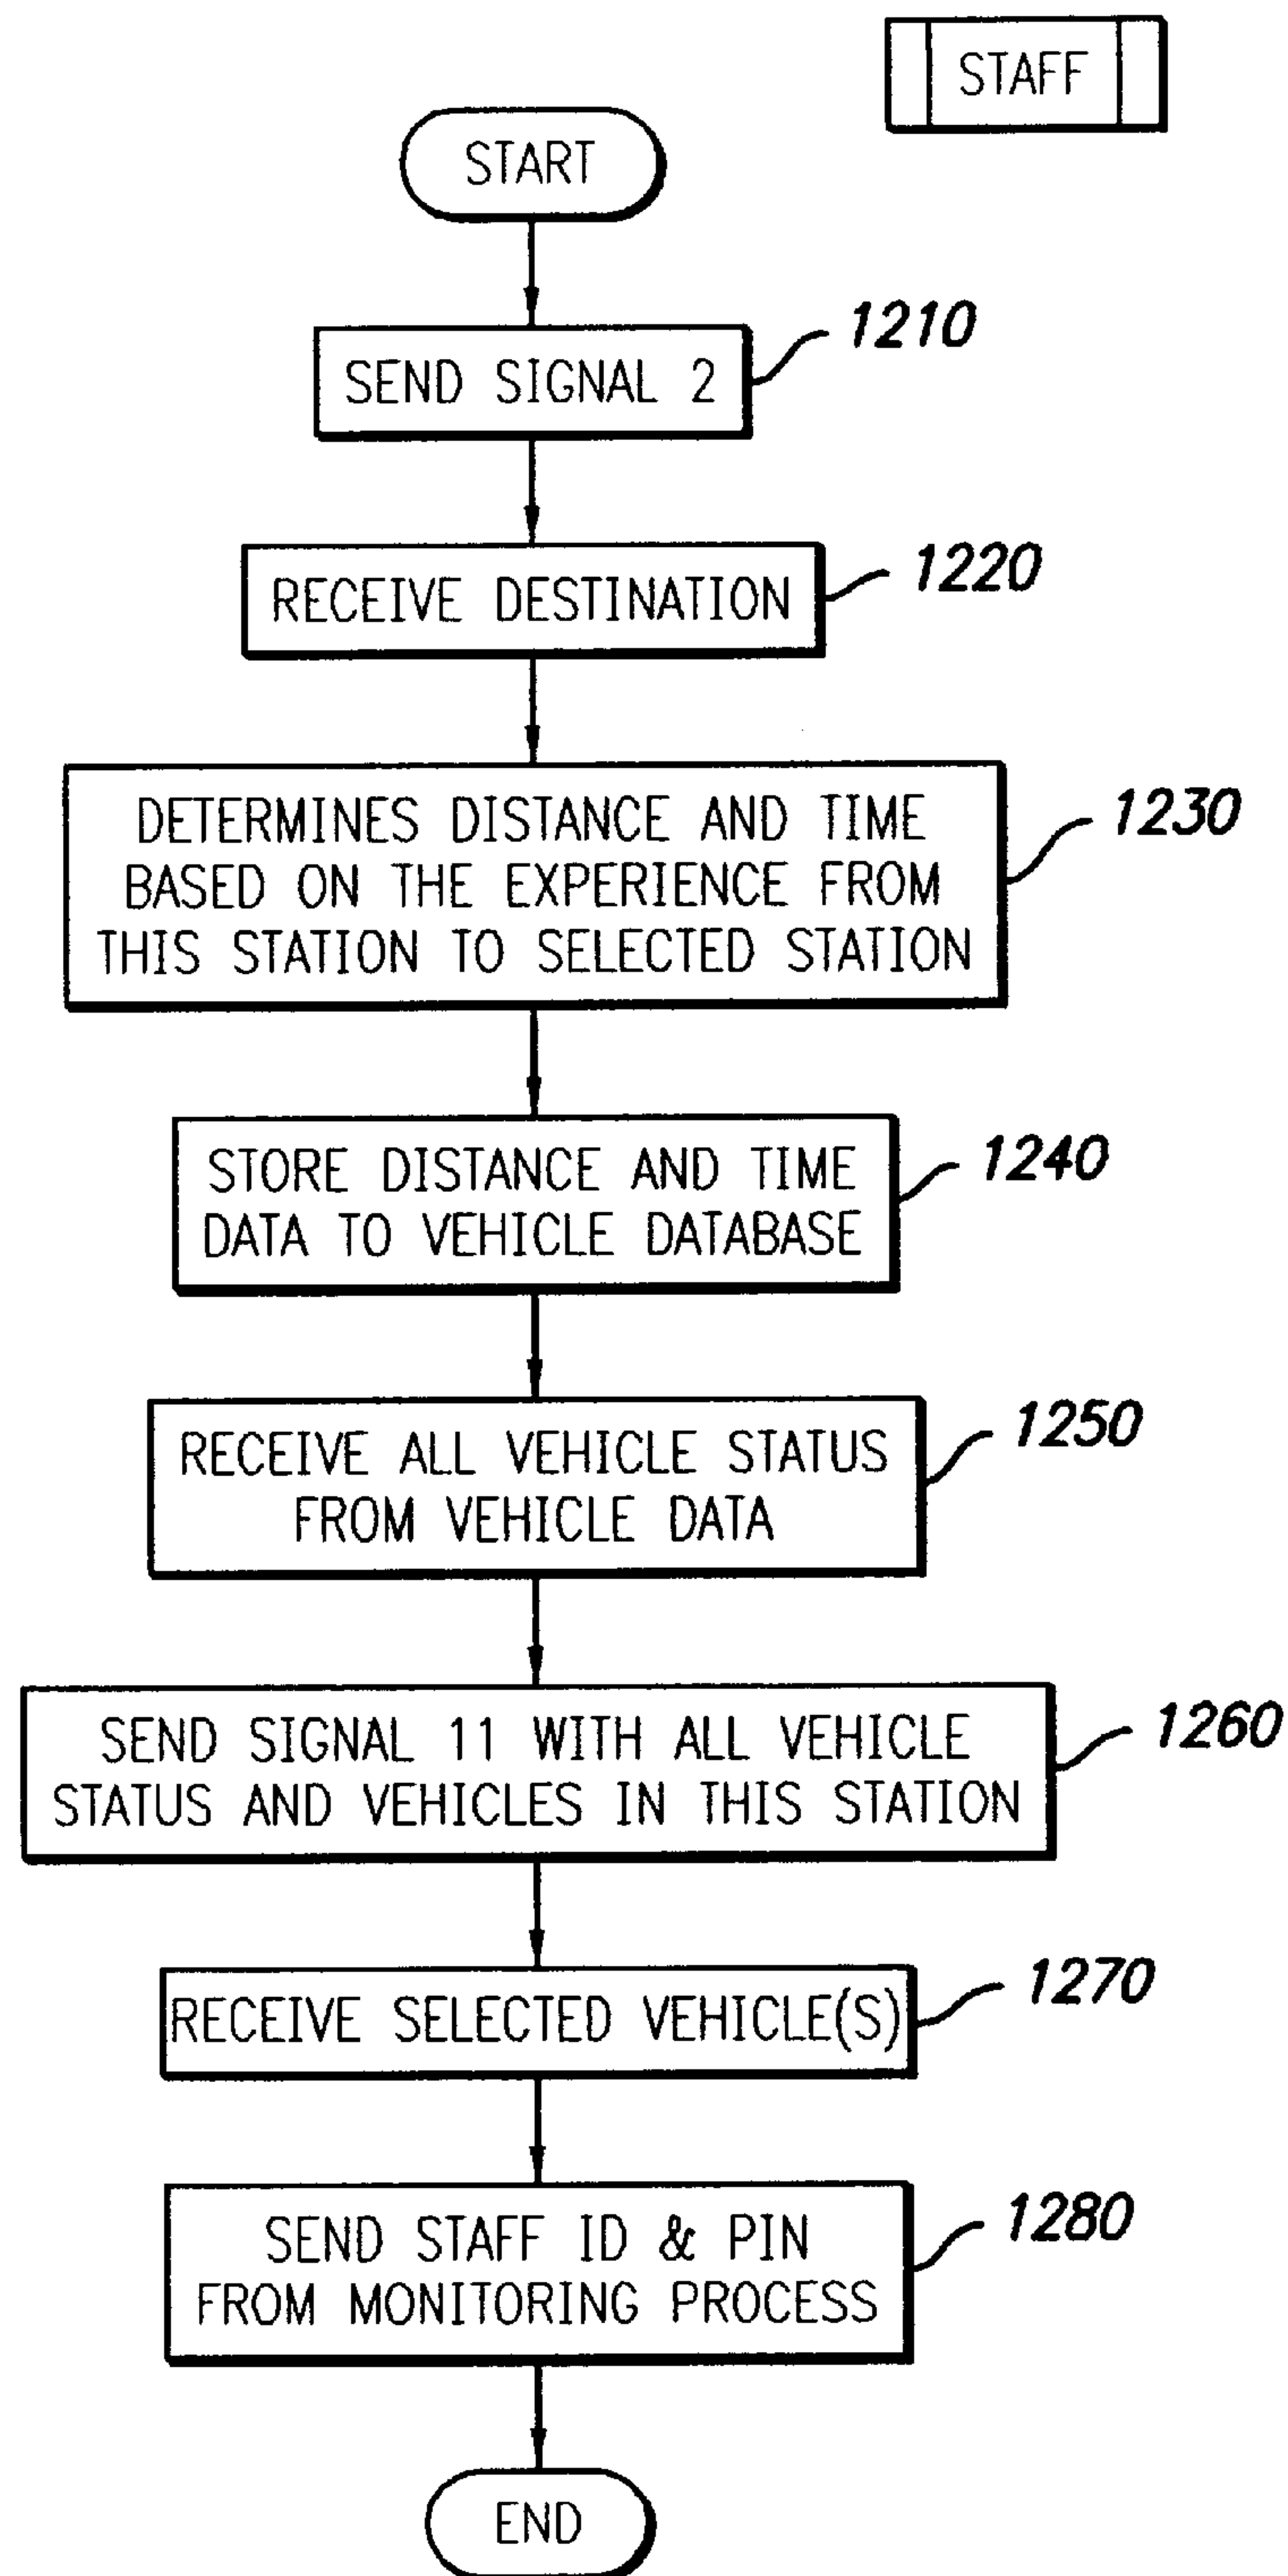 STAFF
START
1210
SEND SIGNAL 2
1220
RECEIVE DESTINATION
1230
DETERMINES DISTANCE AND TIME
BASED ON THE EXPERIENCE FROM
THIS STATION TO SELECTED STATION
1240
STORE DISTANCE AND TIME
DATA TO VEHICLE DATABASE
1250
RECEIVE ALL VEHICLE STATUS
FROM VEHICLE DATA
1260
SEND SIGNAL 11 WITH ALL VEHICLE
STATUS AND VEHICLES IN THIS STATION
1270
RECEIVE SELECTED VEHICLE(S)
1280
SEND STAFF ID & PIN
FROM MONITORING PROCESS
END